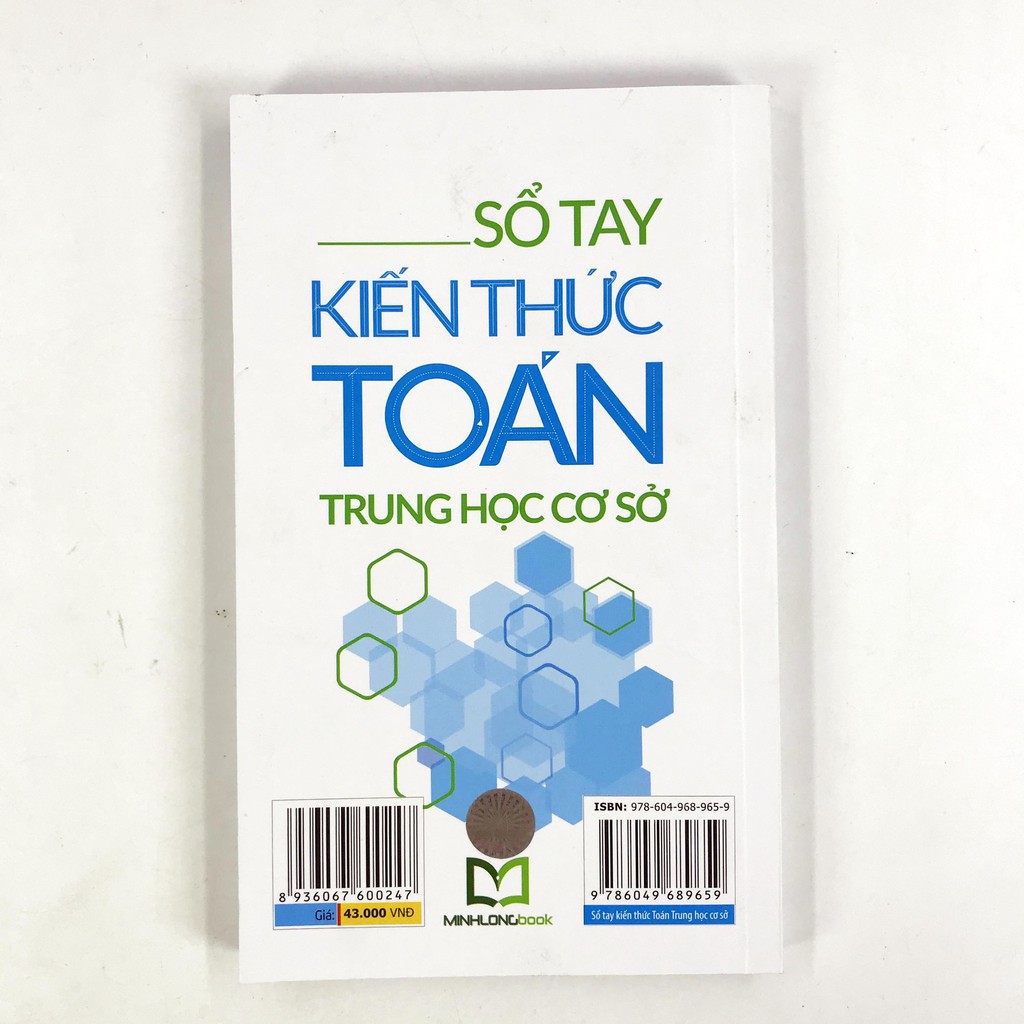 SỔ TAY
KIẾN THỨC
TOÁN
TRUNG HỌC CƠ SỞ
8 936067 600247
Giá: 43.000 VNĐ
MINHLONGbook
ISBN: 978-604-968-965-9
9 786049 689659
Sổ tay kiến thức Toán Trung học cơ sở